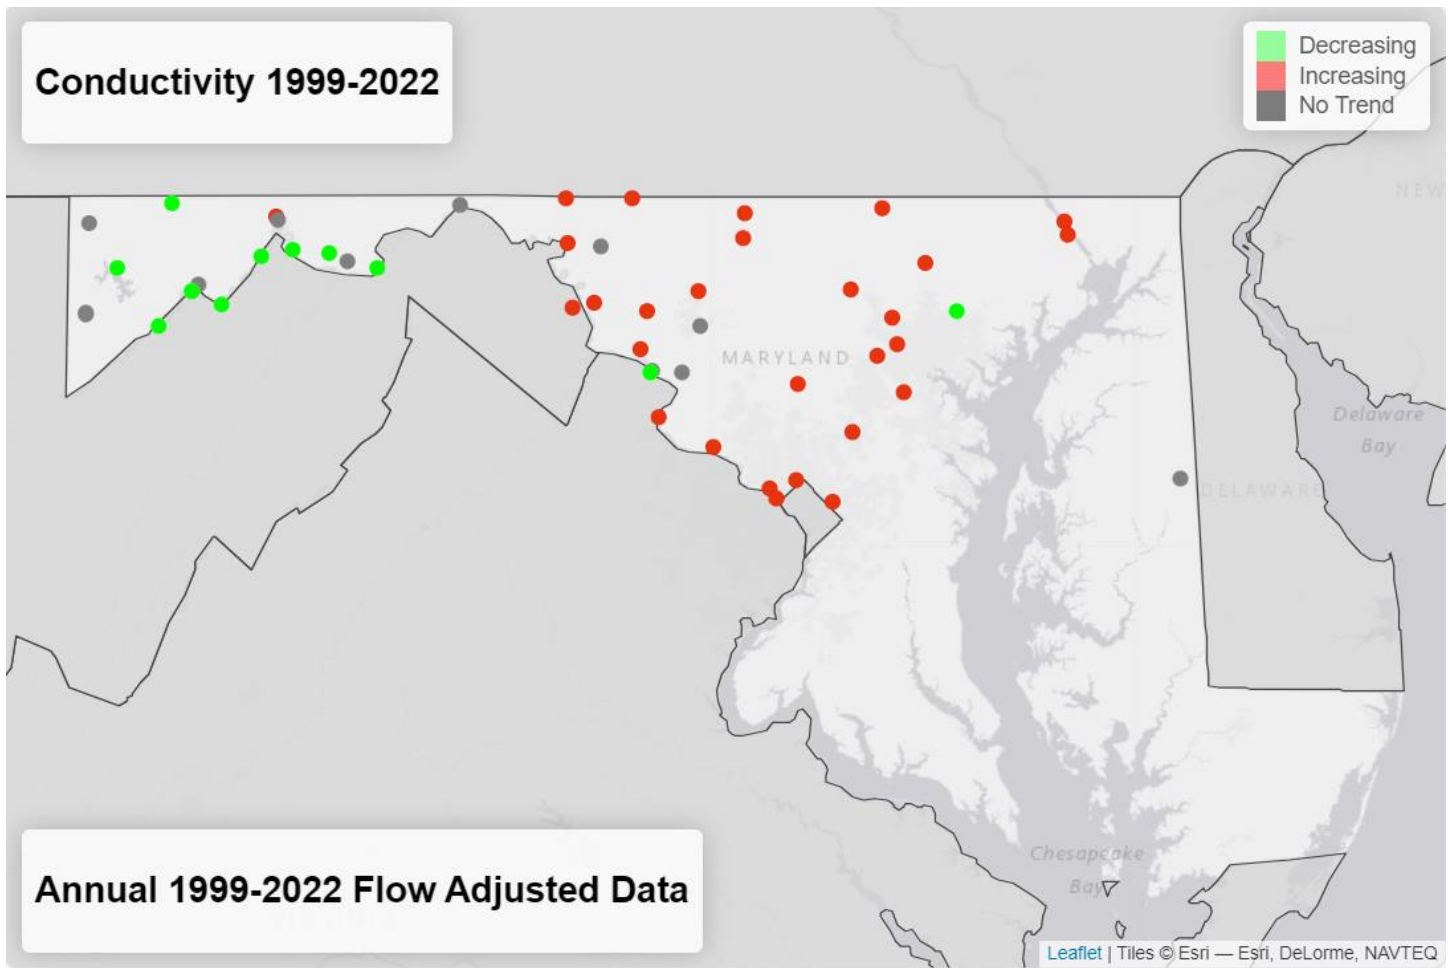 Conductivity 1999-2022
Decreasing
Increasing
No Trend
NEW
MARYLAND
Delaware
Bay
DELAWARE
Chesapeake
Bay
Annual 1999-2022 Flow Adjusted Data
Leaflet | Tiles © Esri — Esri, DeLorme, NAVTEQ